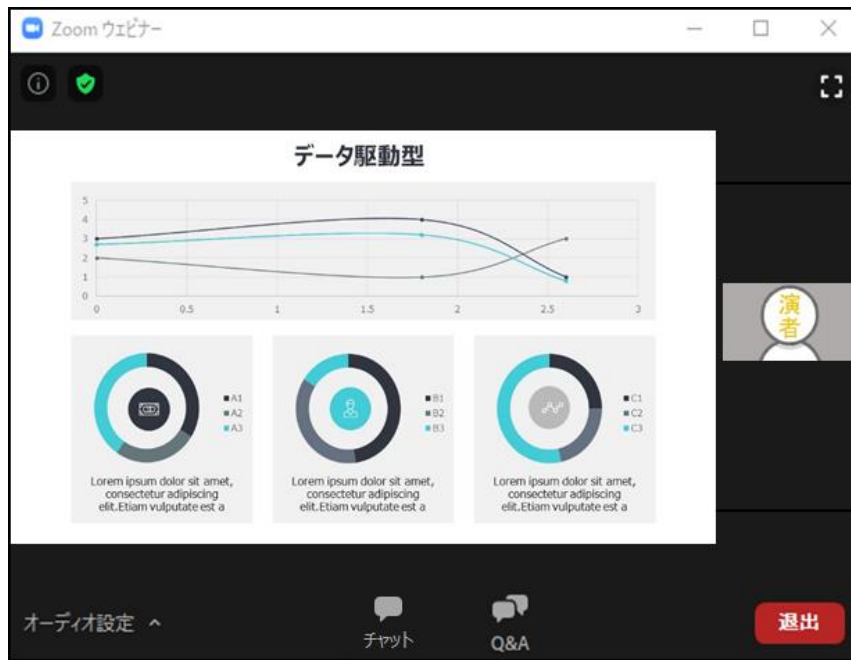 Zoom ウェビナー
データ駆動型
5
4
3
2
1
0
0 0.5 1 1.5 2 2.5 3
A1
A2
A3
Lorem ipsum dolor sit amet,
consectetur adipiscing
elit.Etiam vulputate est a
B1
B2
B3
Lorem ipsum dolor sit amet,
consectetur adipiscing
elit.Etiam vulputate est a
C1
C2
C3
Lorem ipsum dolor sit amet,
consectetur adipiscing
elit.Etiam vulputate est a
演
者
オーディオ設定
チャット
Q&A
退出